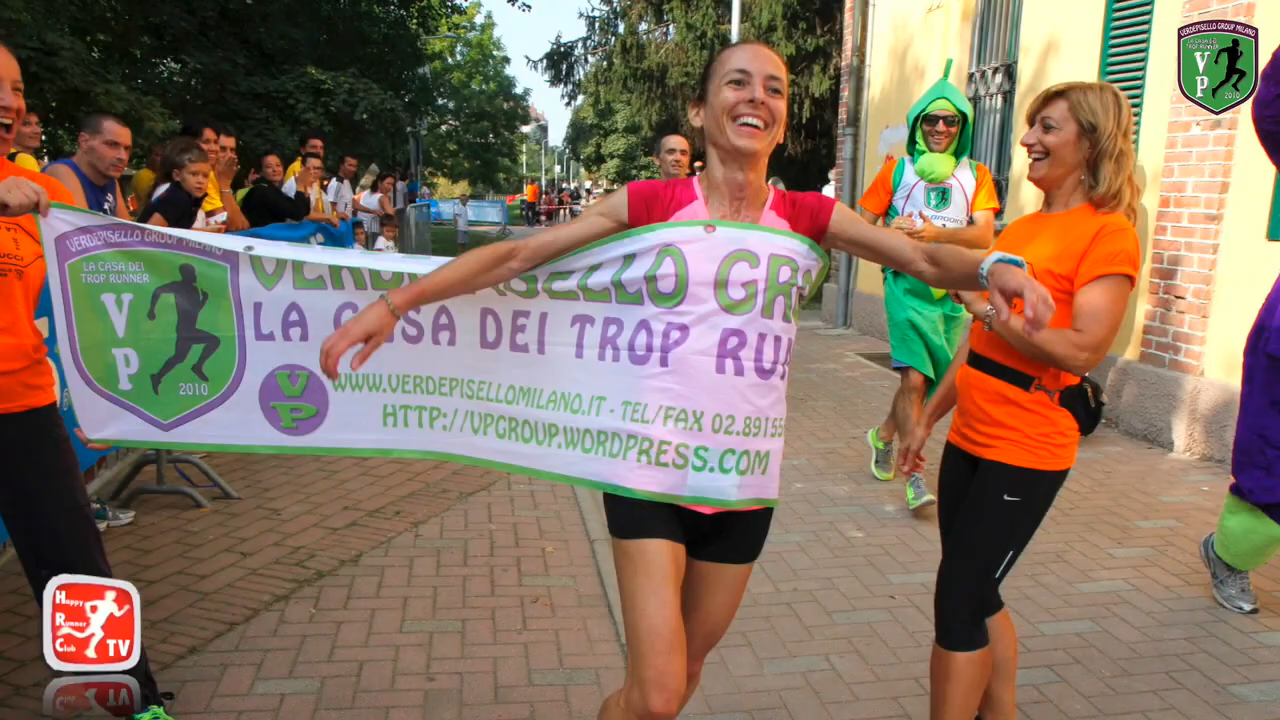 VERDEPISELLO GROUP MILANO
LA CASA DEI
TROP RUNNER
VP
2010
VERDEPISELLO GROUP MILANO
LA CASA DEI
TROP RUNNER
VP
2010
LA CASA DEI TROP
VP
WWW.VERDEPISELLOMILANO.IT - TEL/FAX 02.89155
HTTP://VPGROUP.WORDPRESS.COM
UCCI
Happy
Runner
Club TV